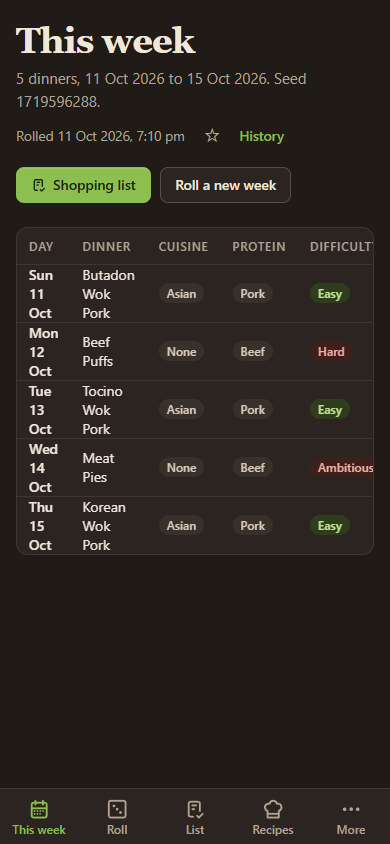 This week
5 dinners, 11 Oct 2026 to 15 Oct 2026. Seed
1719596288.
Rolled 11 Oct 2026, 7:10 pm ☆ History
Shopping list Roll a new week
DAY DINNER CUISINE PROTEIN DIFFICULTY
Sun 11 Oct Butadon Wok Pork Asian Pork Easy
Mon 12 Oct Beef Puffs None Beef Hard
Tue 13 Oct Tocino Wok Pork Asian Pork Easy
Wed 14 Oct Meat Pies None Beef Ambitious
Thu 15 Oct Korean Wok Pork Asian Pork Easy
This week Roll List Recipes More